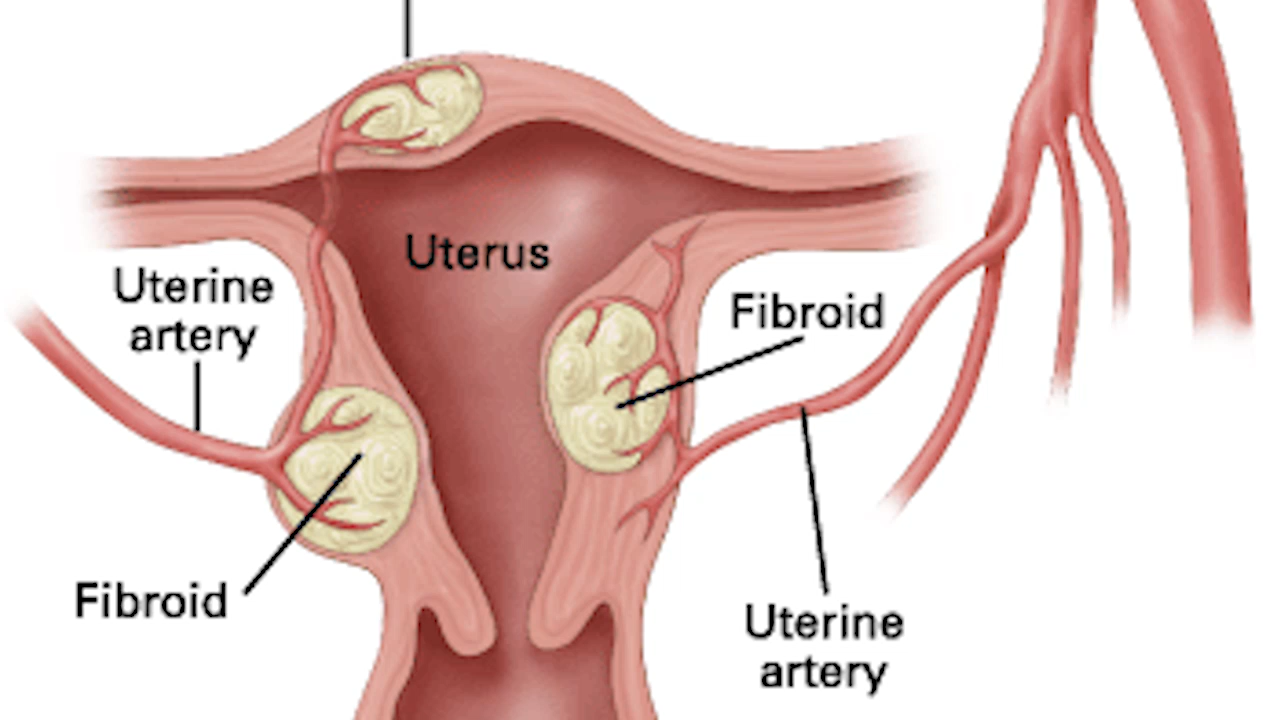 Uterus
Uterine
artery
Fibroid
Fibroid
Uterine
artery